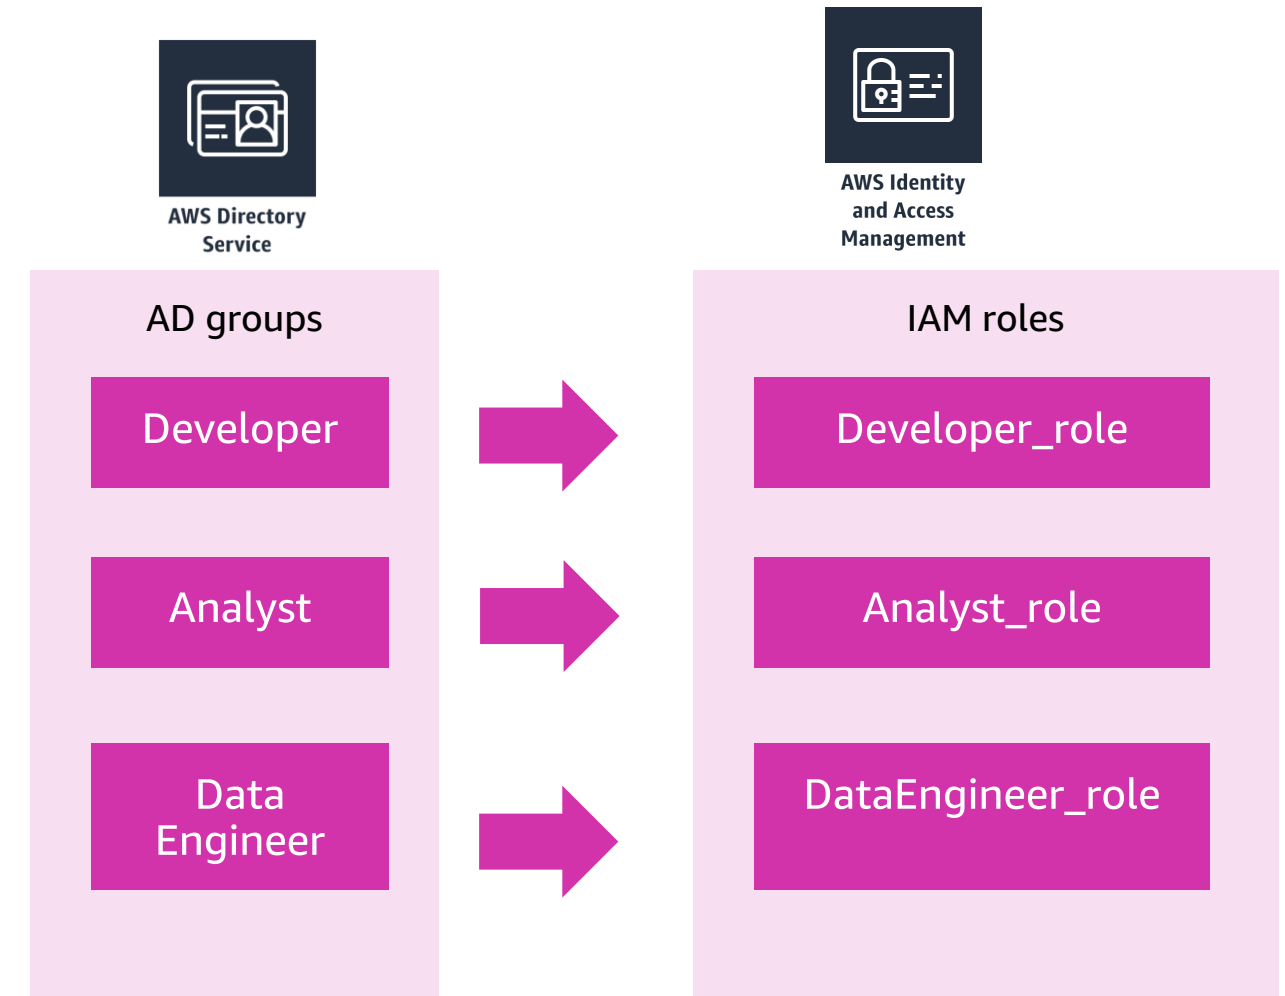 AWS Directory
Service
AWS Identity
and Access
Management
AD groups
Developer
Analyst
Data
Engineer
IAM roles
Developer_role
Analyst_role
DataEngineer_role